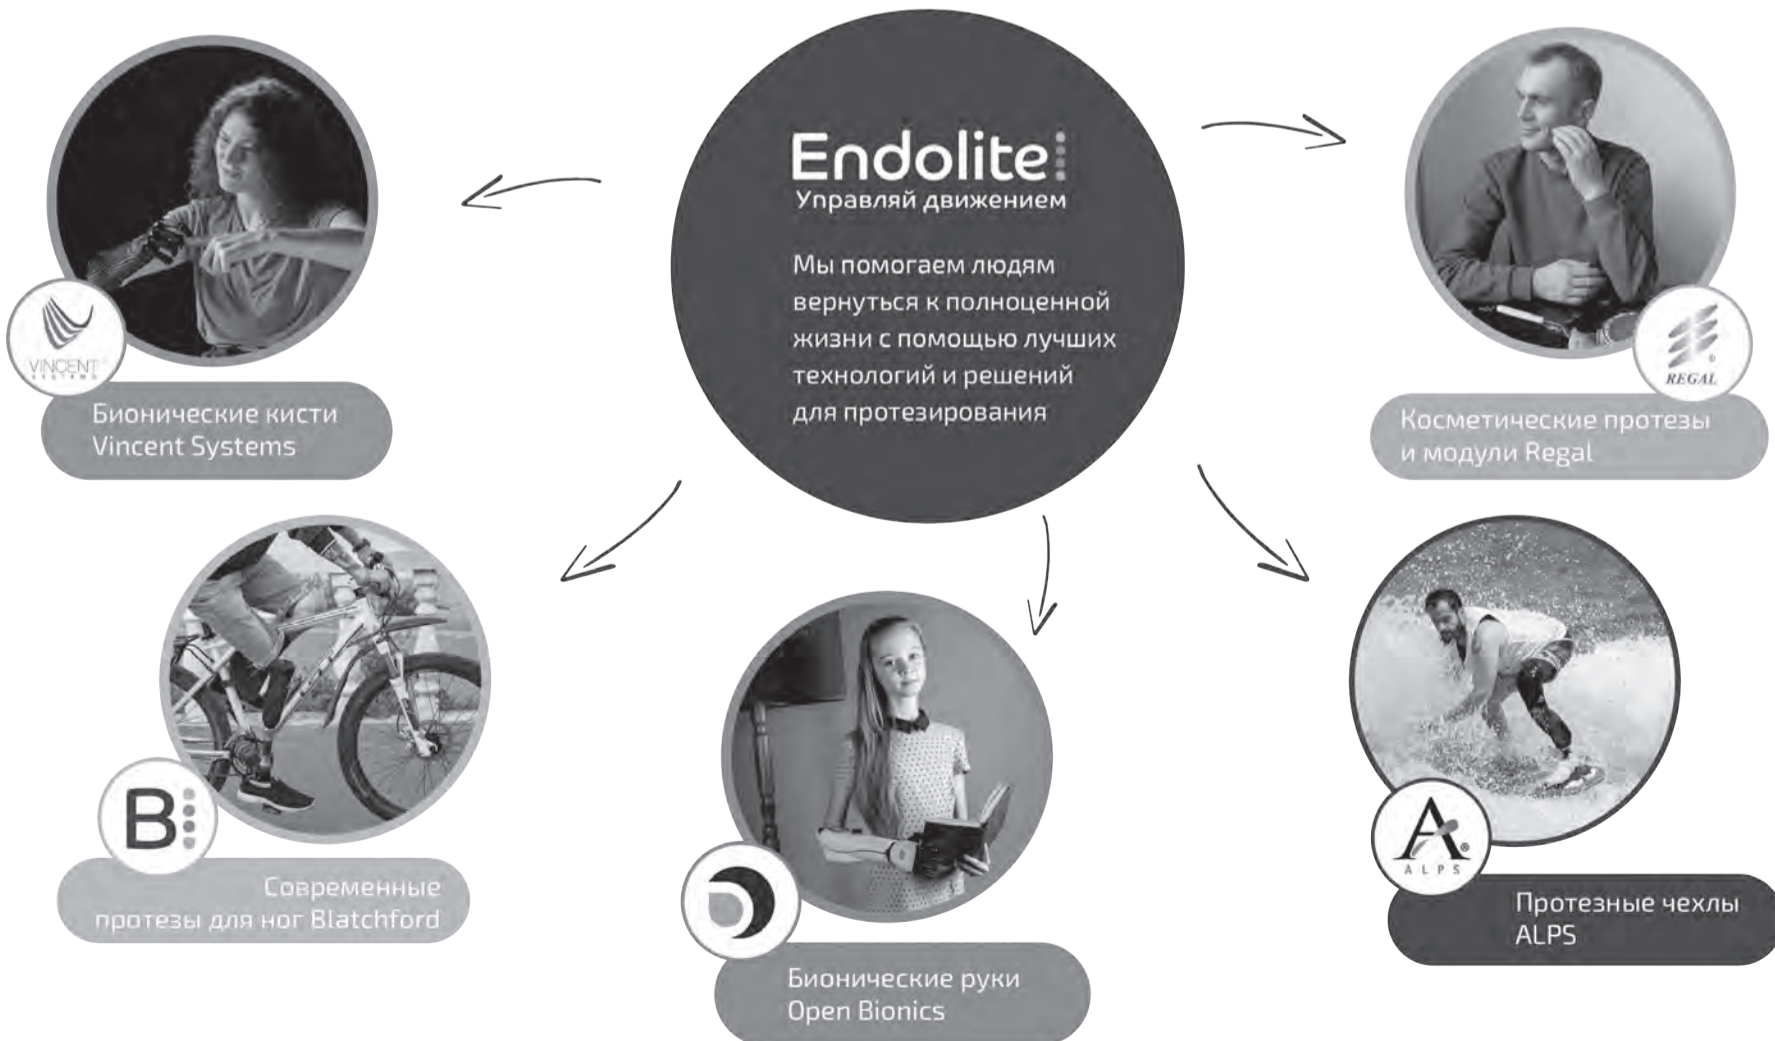 Endolite
Управляй движением
Мы помогаем людям
вернуться к полноценной
жизни с помощью лучших
технологий и решений
для протезирования
VINCENT
SYSTEMS
Бионические кисти
Vincent Systems
REGAL
Косметические протезы
и модули Regal
B
Современные
протезы для ног Blatchford
Бионические руки
Open Bionics
A®
ALPS
Протезные чехлы
ALPS